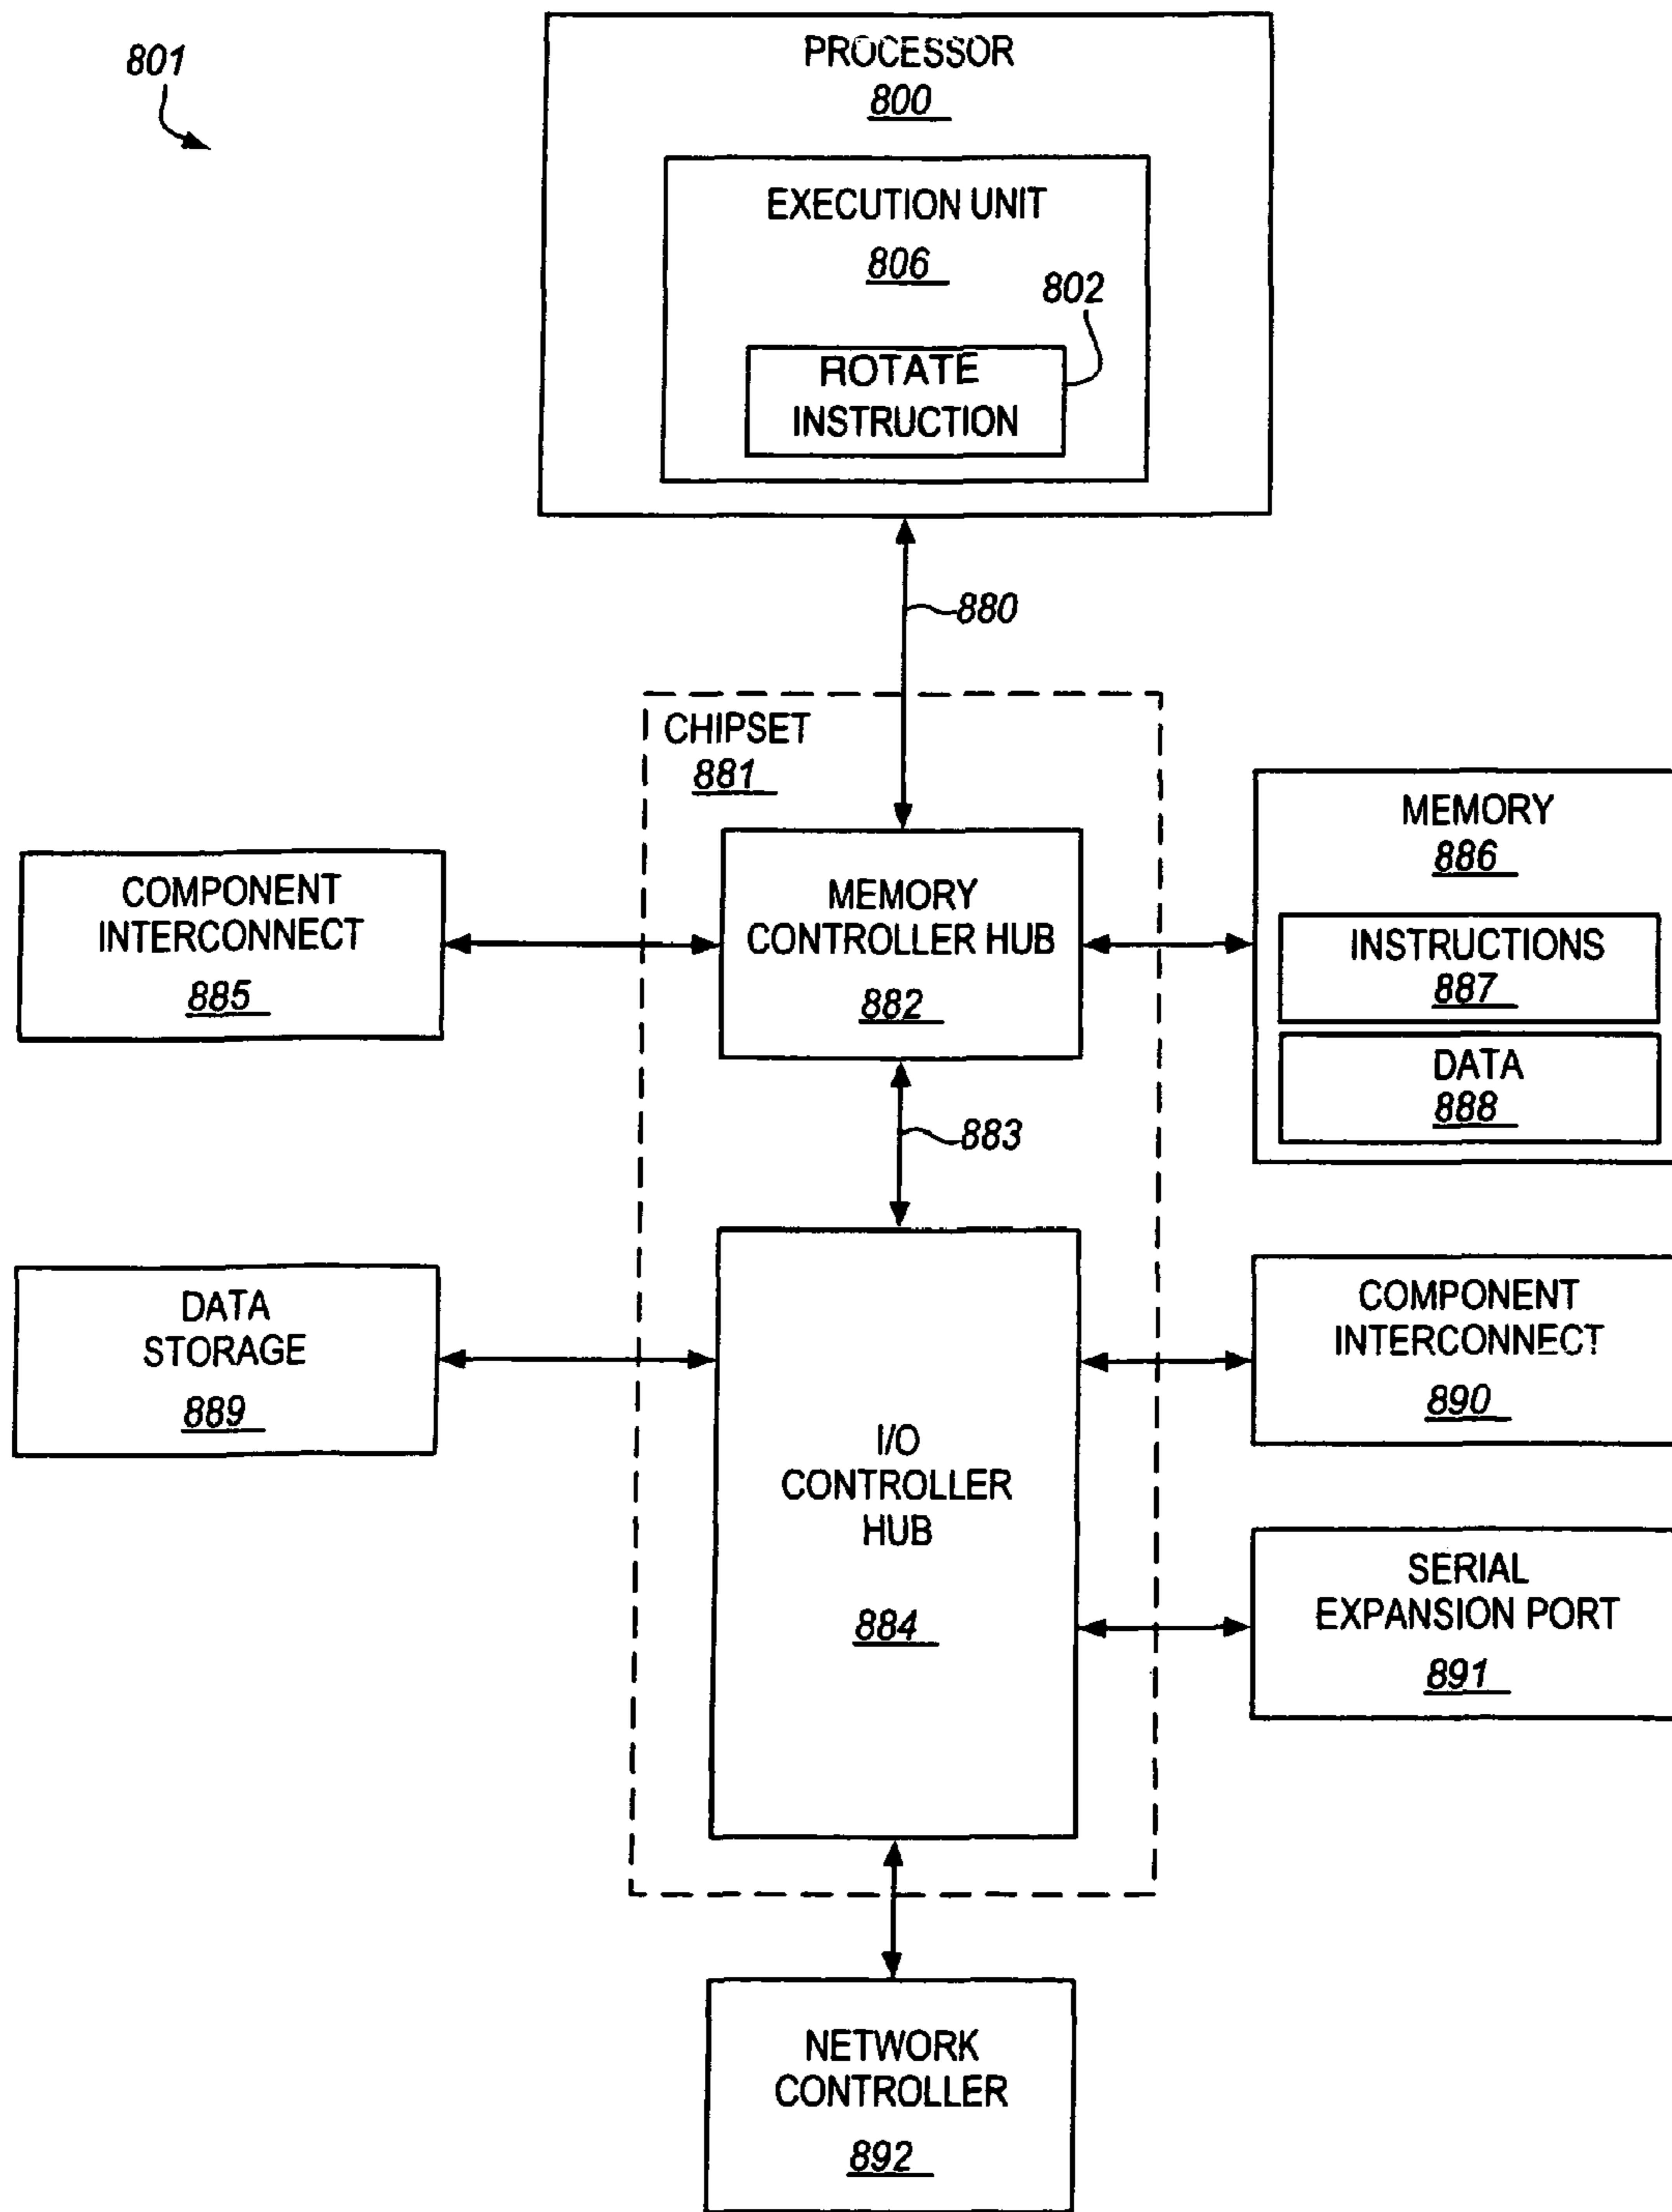 801
PROCESSOR
800
EXECUTION UNIT
806
802
ROTATE
INSTRUCTION
880
CHIPSET
881
MEMORY
CONTROLLER HUB
882
COMPONENT
INTERCONNECT
885
MEMORY
886
INSTRUCTIONS
887
DATA
888
883
DATA
STORAGE
889
I/O
CONTROLLER
HUB
884
COMPONENT
INTERCONNECT
890
SERIAL
EXPANSION PORT
891
NETWORK
CONTROLLER
892